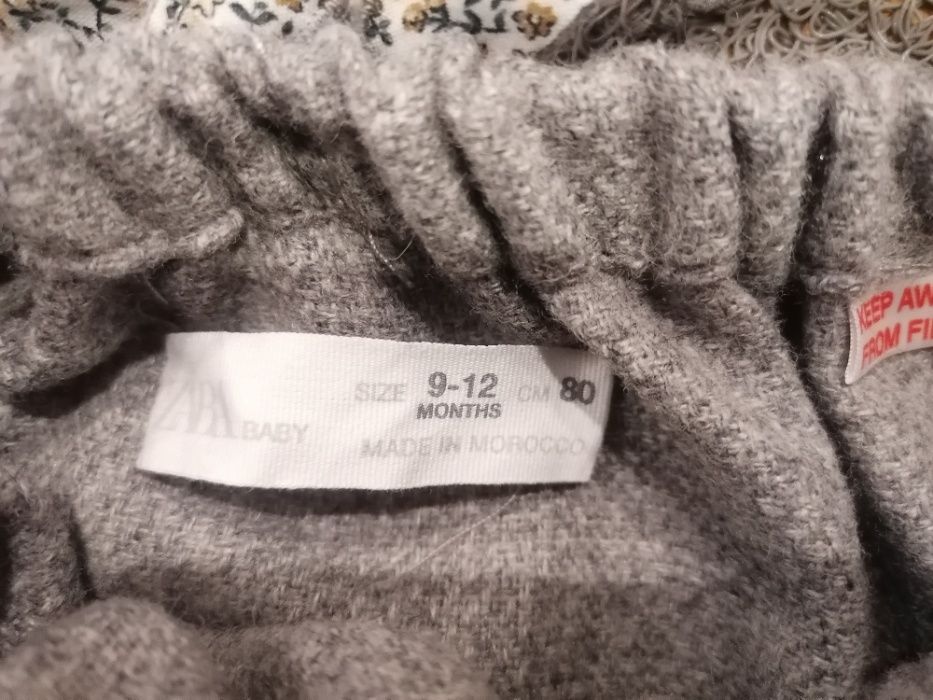 ZARA BABY
SIZE 9-12 MONTHS CM 80
MADE IN MOROCCO
KEEP AW
FROM FI